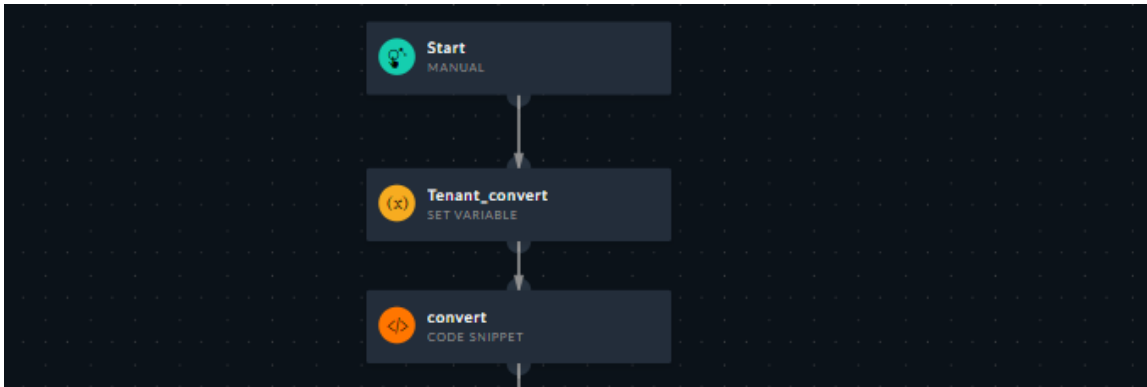 Start
MANUAL
Tenant_convert
(x)
SET VARIABLE
convert
</>
CODE SNIPPET